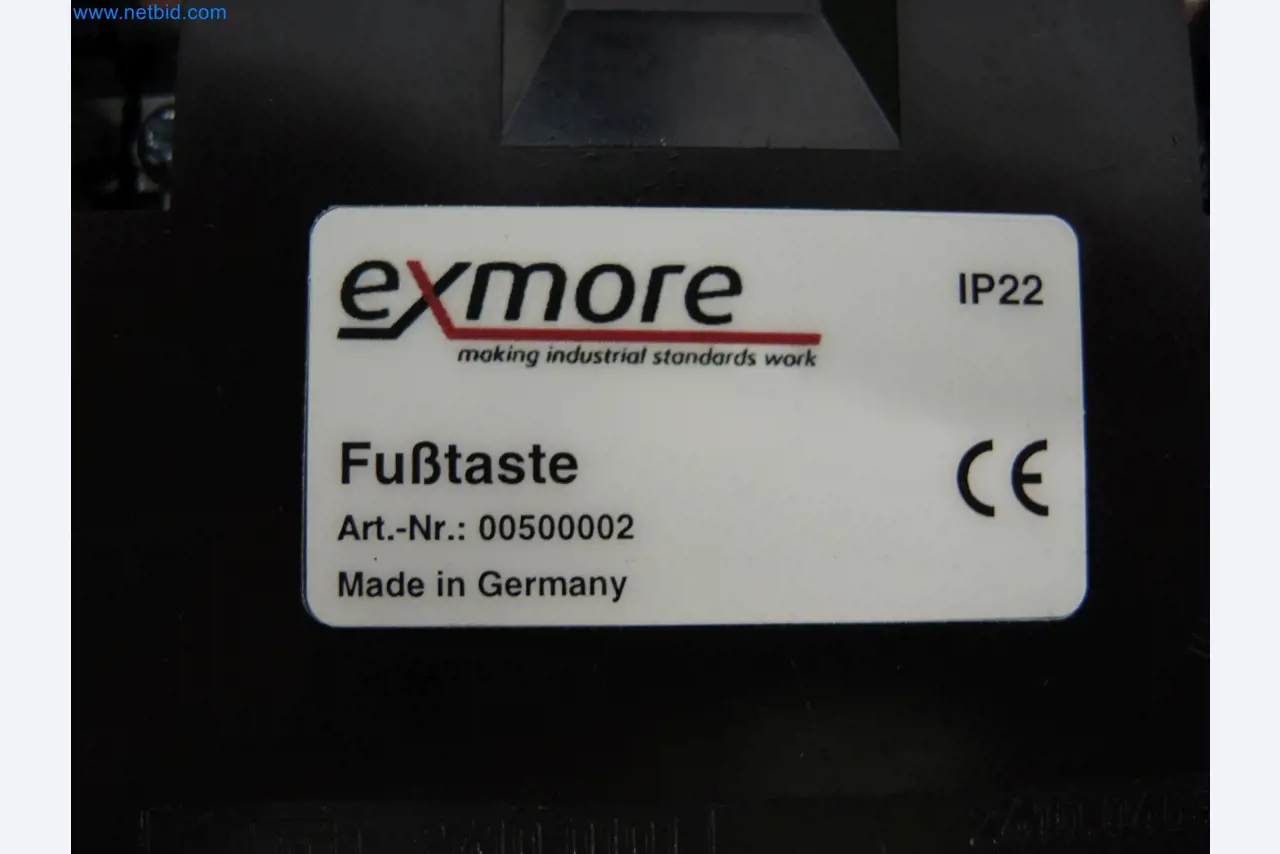 www.netbid.com
exmore
IP22
making industrial standards work
Fußtaste
Art.-Nr.: 00500002
Made in Germany
CE